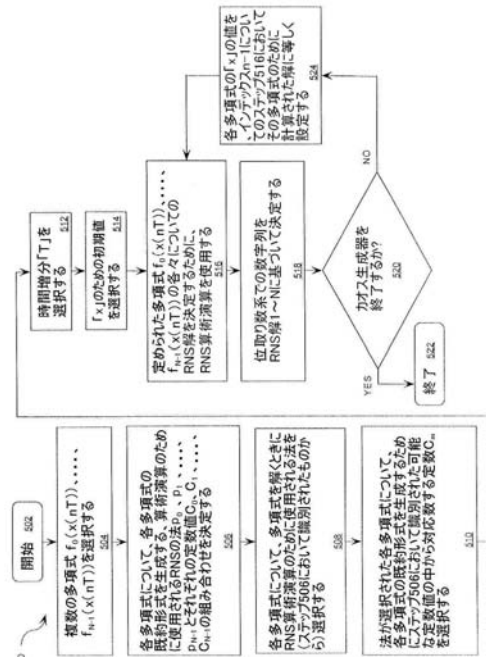 開始 502
複数の多項式 f₀(x(nT))、.....、
f_N-1(x(nT))を選択する
504
各多項式について、各多項式の
既約形式を生成する、算術演算のため
に使用されるRNSの法p₀、p₁、.....、
p_N-1とそれぞれの定数値C₀、C₁、.....、
C_N-1の組み合わせを決定する
506
各多項式について、多項式を解くときに
RNS算術演算のために使用される法を
(ステップ506において識別されたものか
ら)選択する
508
法が選択された各多項式について、
各多項式の既約形式を生成するため
にステップ506において識別された可能
な定数値の中から対応数する定数C_m
を選択する
510
時間増分「T」を
選択する
512
「x」のための初期値
を選択する
514
定められた多項式 f₀(x(nT))、.....、
f_N-1(x(nT))の各々についての
RNS解を決定するために、
RNS算術演算を使用する
516
位取り数系での数字列を
RNS解1～Nに基づいて決定する
518
カオス生成器を
終了するか?
520
YES
終了 522
NO
各多項式の「x」の値を
、インデックスn-1につい
てのステップ516において
その多項式のために
計算された解に等しく
設定する
524